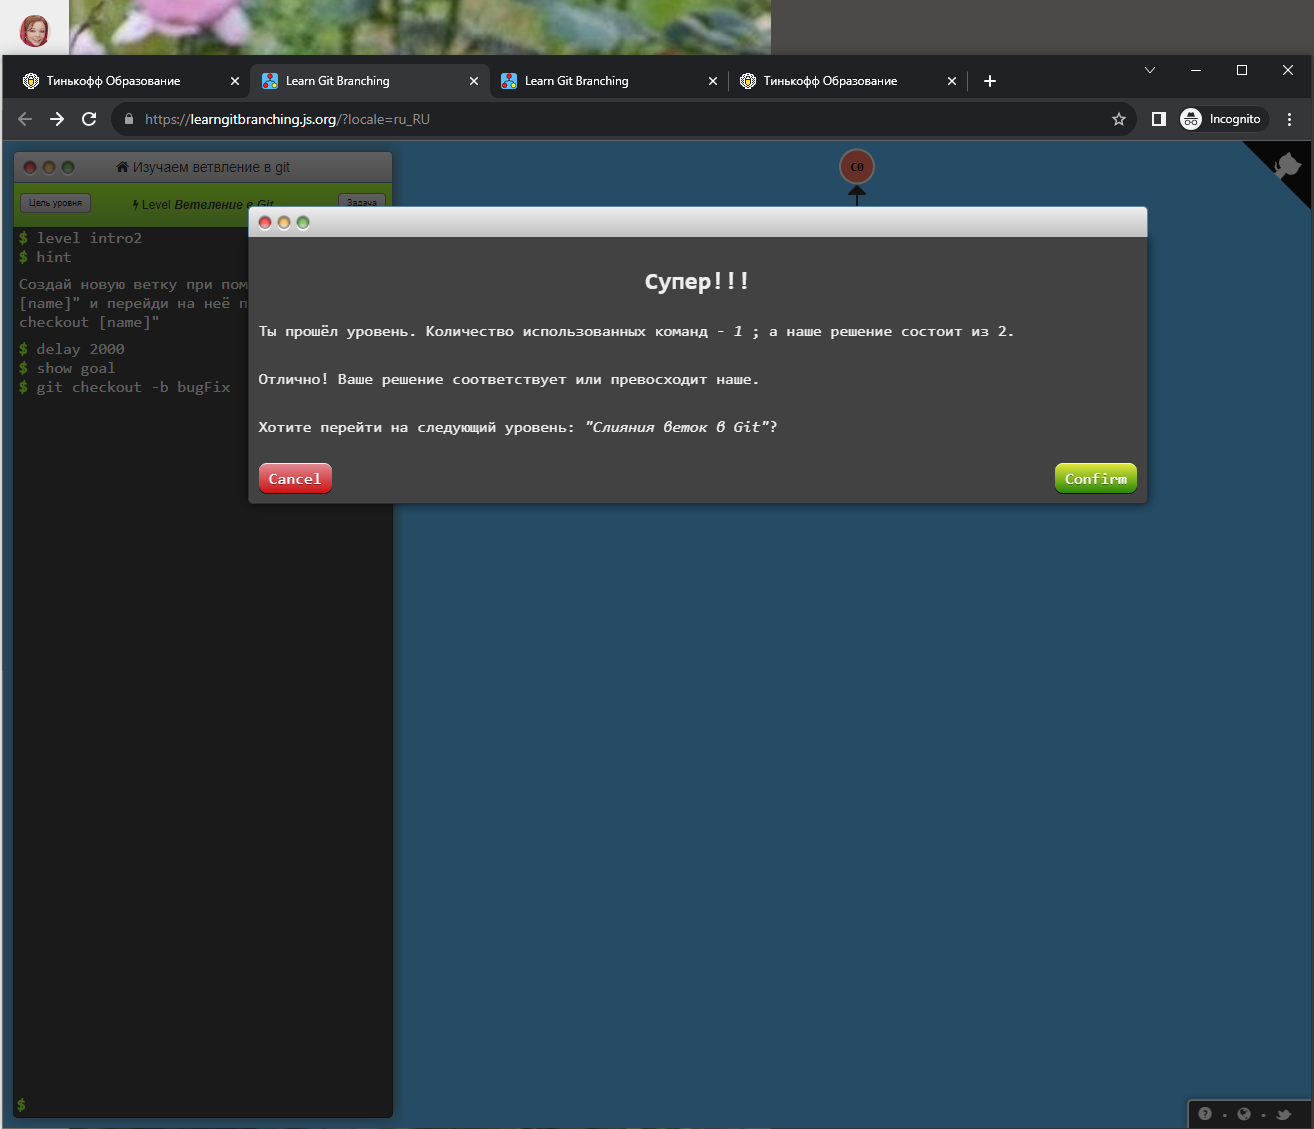 Тинькофф Образование
Learn Git Branching
Learn Git Branching
Тинькофф Образование
https://learngitbranching.js.org/?locale=ru_RU
Incognito
Изучаем ветвление в git
C0
Цель уровня
Level Ветвление в Git
Задача
$ level intro2
$ hint
Создай новую ветку при пом
[name]" и перейди на неё п
checkout [name]"
$ delay 2000
$ show goal
$ git checkout -b bugFix
Супер!!!
Ты прошёл уровень. Количество использованных команд - 1 ; а наше решение состоит из 2.
Отлично! Ваше решение соответствует или превосходит наше.
Хотите перейти на следующий уровень: "Слияния веток в Git"?
Cancel
Confirm
$